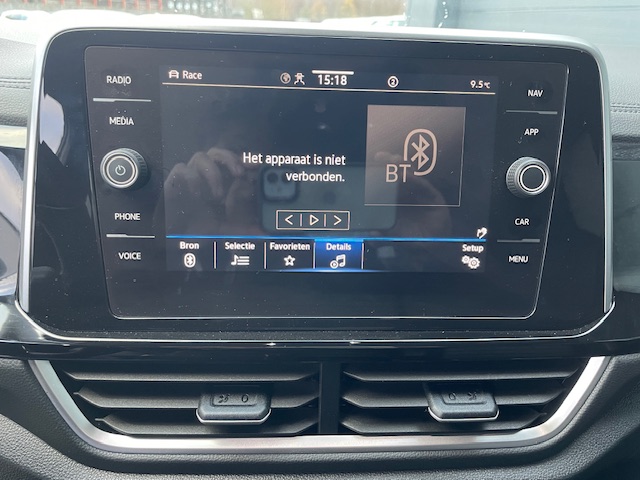 RADIO
MEDIA
PHONE
VOICE
Race
15:18
2
9.5 °C
Het apparaat is niet
verbonden.
BT
Bron
Selectie
Favorieten
Details
Setup
NAV
APP
CAR
MENU